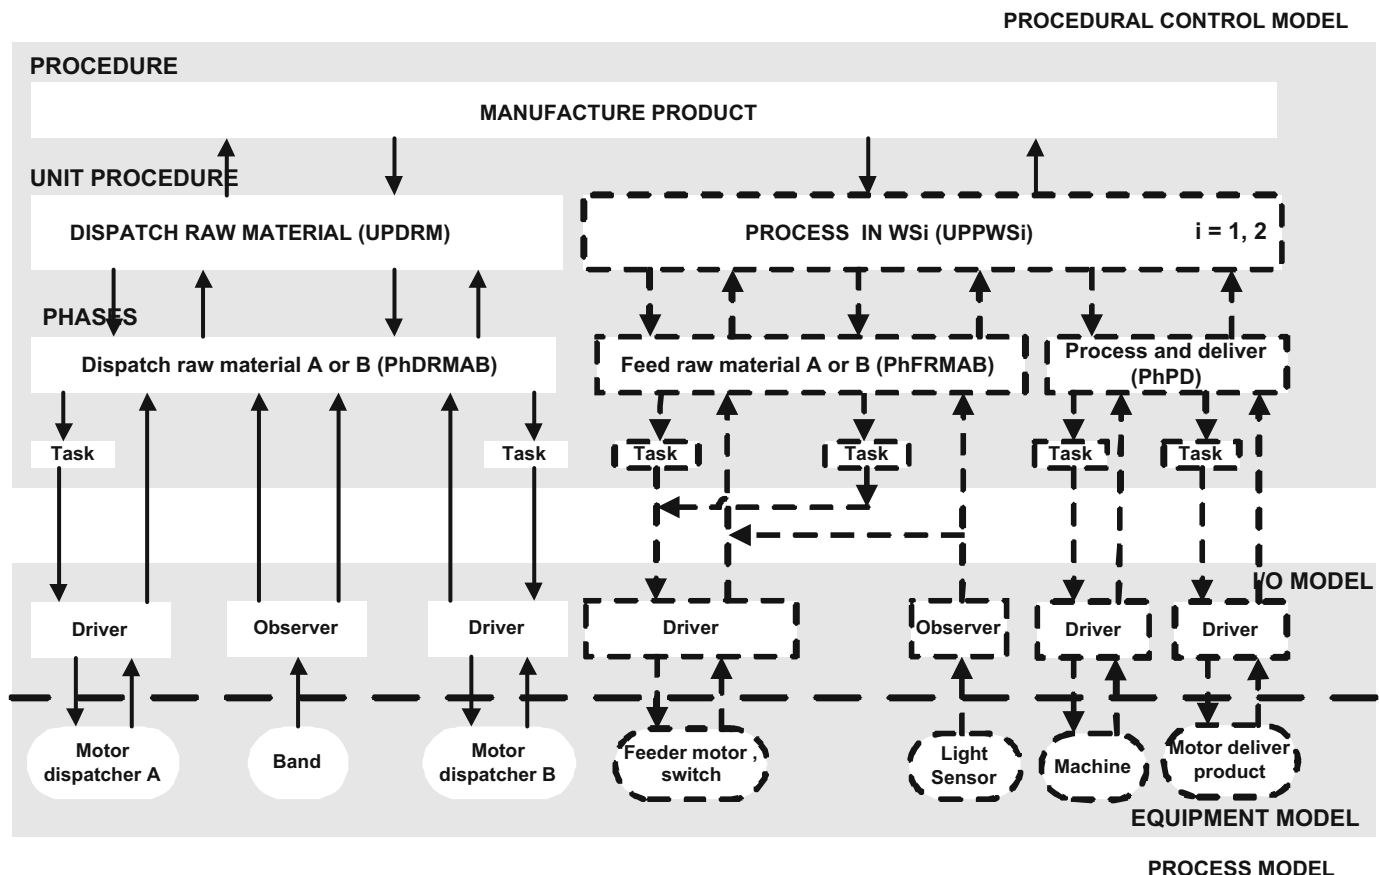 PROCEDURAL CONTROL MODEL
PROCEDURE
MANUFACTURE PRODUCT
UNIT PROCEDURE
DISPATCH RAW MATERIAL (UPDRM)
PROCESS IN WSi (UPPWSi)
i = 1, 2
PHASES
Dispatch raw material A or B (PhDRMAB)
Feed raw material A or B (PhFRMAB)
Process and deliver
(PhPD)
Task
Task
Task
Task
Task
Task
I/O MODEL
Driver
Observer
Driver
Driver
Observer
Driver
Driver
Motor
dispatcher A
Band
Motor
dispatcher B
Feeder motor ,
switch
Light
Sensor
Machine
Motor deliver
product
EQUIPMENT MODEL
PROCESS MODEL